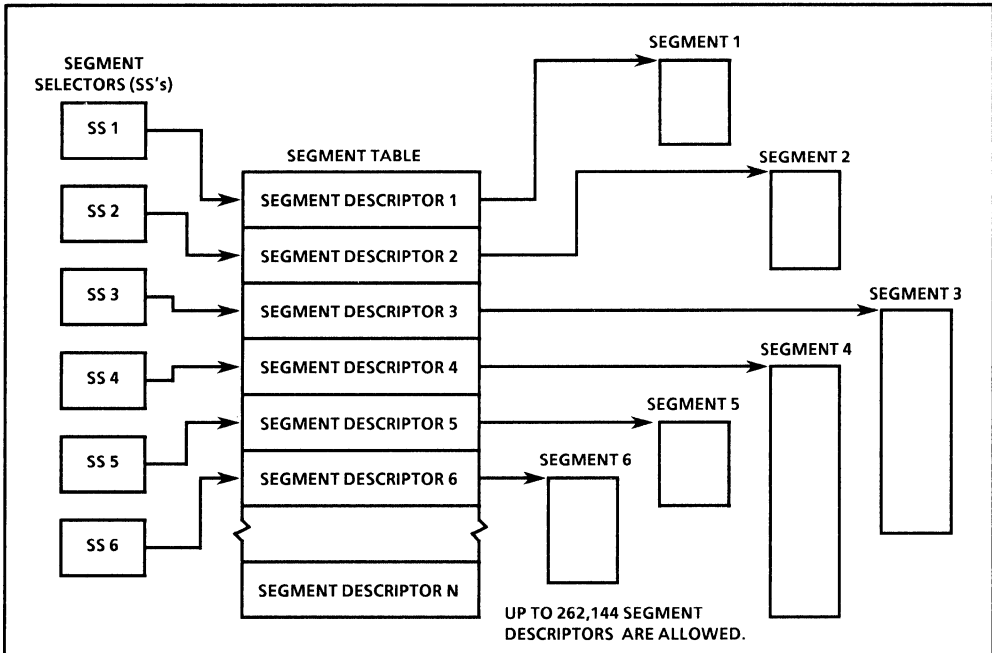 SEGMENT
SELECTORS (SS's)
SS 1
SS 2
SS 3
SS 4
SS 5
SS 6
SEGMENT TABLE
SEGMENT DESCRIPTOR 1
SEGMENT DESCRIPTOR 2
SEGMENT DESCRIPTOR 3
SEGMENT DESCRIPTOR 4
SEGMENT DESCRIPTOR 5
SEGMENT DESCRIPTOR 6
SEGMENT DESCRIPTOR N
SEGMENT 1
SEGMENT 2
SEGMENT 3
SEGMENT 4
SEGMENT 5
SEGMENT 6
UP TO 262,144 SEGMENT
DESCRIPTORS ARE ALLOWED.